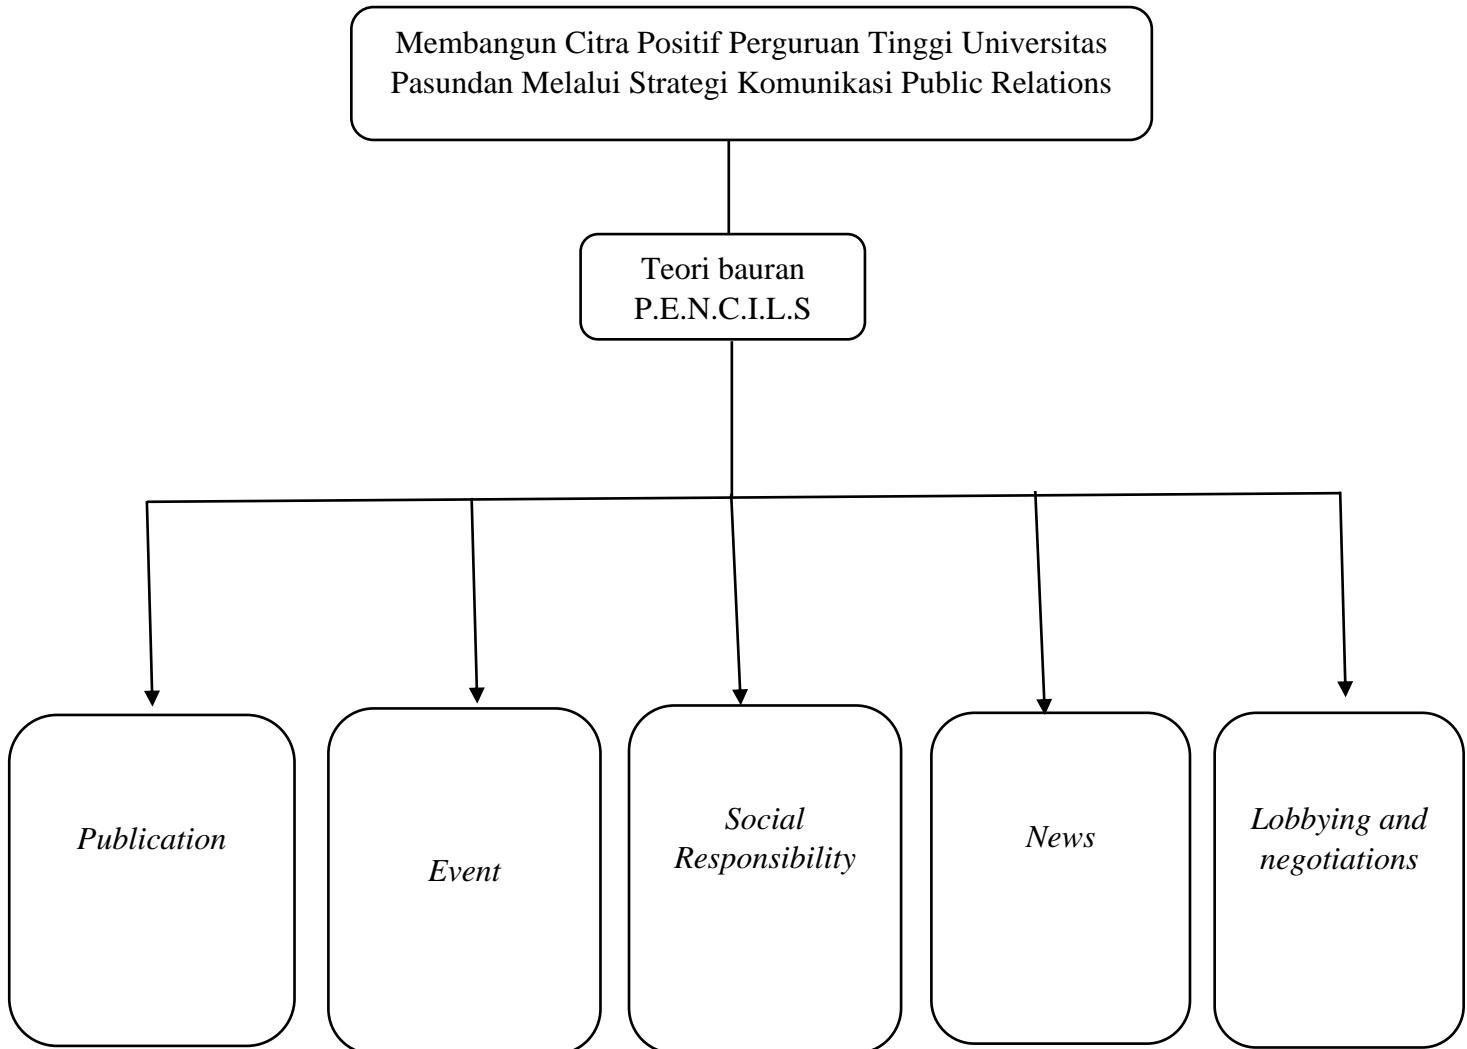 Membangun Citra Positif Perguruan Tinggi Universitas
Pasundan Melalui Strategi Komunikasi Public Relations
Teori bauran
P.E.N.C.I.L.S
Publication
Event
Social
Responsibility
News
Lobbying and
negotiations